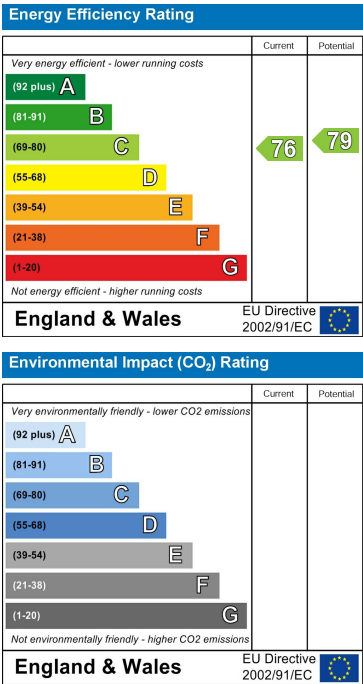 Energy Efficiency Rating
Current Potential
Very energy efficient - lower running costs
(92 plus) A
(81-91) B
(69-80) C
(55-68) D
(39-54) E
(21-38) F
(1-20) G
76
79
Not energy efficient - higher running costs
England & Wales
EU Directive
2002/91/EC
Environmental Impact (CO₂) Rating
Current Potential
Very environmentally friendly - lower CO2 emissions
(92 plus) A
(81-91) B
(69-80) C
(55-68) D
(39-54) E
(21-38) F
(1-20) G
Not environmentally friendly - higher CO2 emissions
England & Wales
EU Directive
2002/91/EC